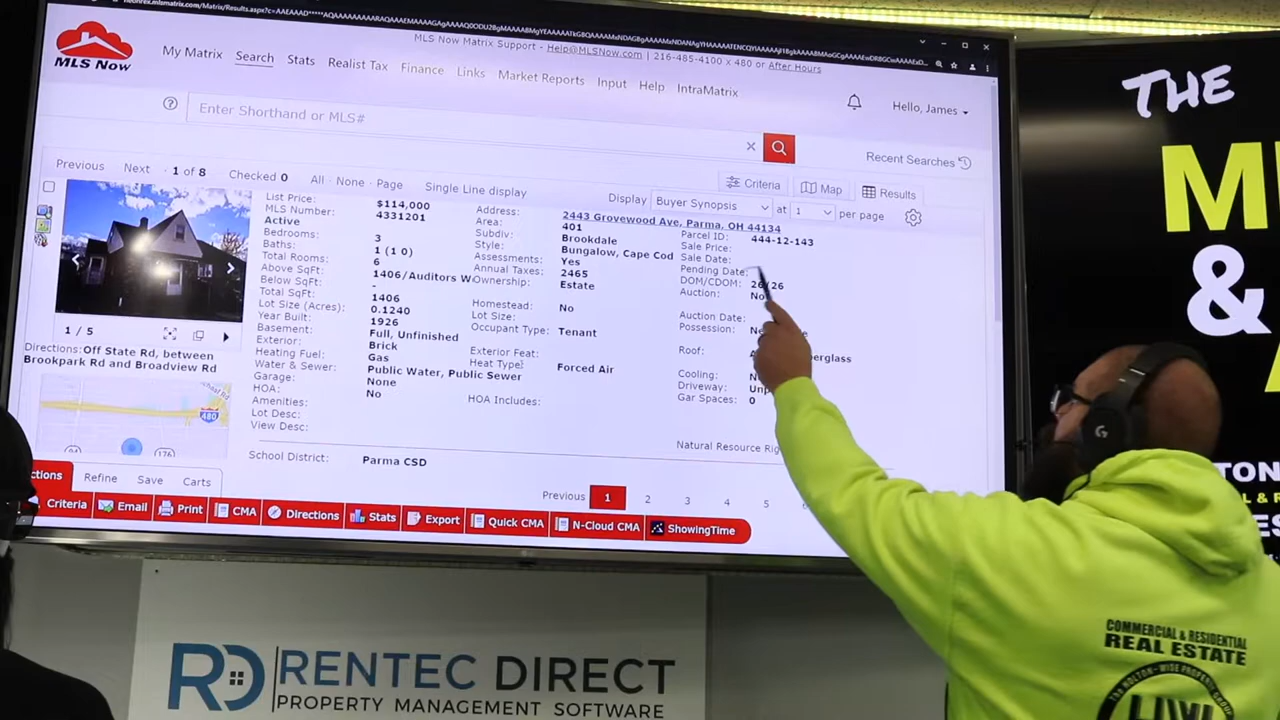 MLS Now Matrix Support - Help@MLSNow.com | 216-485-4100 x 480 or After Hours
MLS Now
My Matrix Search Stats Realist Tax Finance Links Market Reports Input Help IntraMatrix
Hello, James
Enter Shorthand or MLS#
Recent Searches
Previous Next 1 of 8 Checked 0 All · None · Page Single Line display
Criteria Map Results
Display Buyer Synopsis at 1 per page
List Price: $114,000
MLS Number: 4331201
Active
Bedrooms: 3
Baths: 1 (1 0)
Total Rooms: 6
Above SqFt: 1406/Auditors W
Below SqFt: -
Total SqFt: 1406
Lot Size (Acres): 0.1240
Year Built: 1926
Basement: Full, Unfinished
Exterior: Brick
Heating Fuel: Gas
Water & Sewer: Public Water, Public Sewer
Garage: None
HOA: No
Amenities:
Lot Desc:
View Desc:
Address: 2443 Grovewood Ave, Parma, OH 44134
Area: 401
Subdiv: Brookdale
Style: Bungalow, Cape Cod
Assessments: Yes
Annual Taxes: 2465
Ownership: Estate
Homestead: No
Lot Size:
Occupant Type: Tenant
Exterior Feat:
Heat Type: Forced Air
HOA Includes:
Parcel ID: 444-12-143
Sale Price:
Sale Date:
Pending Date:
DOM/CDOM: 26/26
Auction: No
Auction Date:
Possession:
Roof:
Cooling:
Driveway:
Gar Spaces: 0
Natural Resource
School District: Parma CSD
1 / 5
Directions: Off State Rd, between
Brookpark Rd and Broadview Rd
480
176
Refine Save Carts
Previous 1 2 3 4 5
Criteria Email Print CMA Directions Stats Export Quick CMA N-Cloud CMA ShowingTime
RD RENTEC DIRECT
PROPERTY MANAGEMENT SOFTWARE
THE
&
COMMERCIAL & RESIDENTIAL
REAL ESTATE